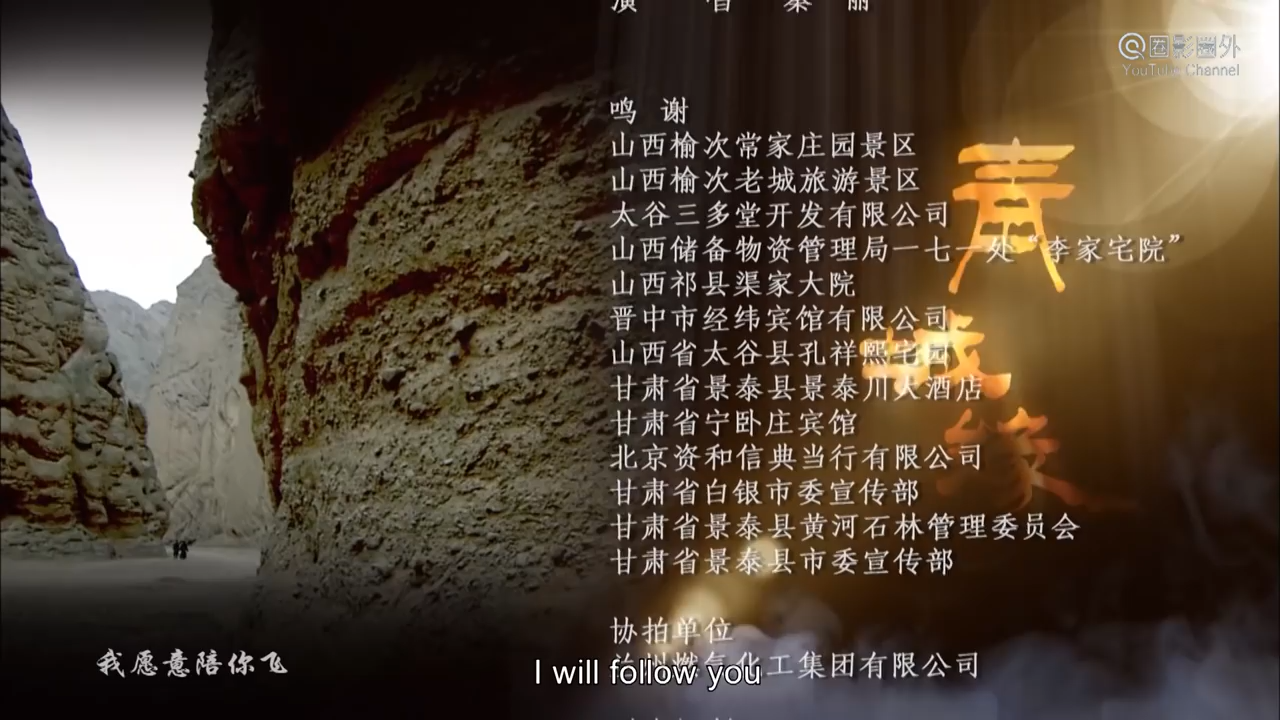 圈影圈外
YouTube Channel
鸣 谢
山西榆次常家庄园景区
山西榆次老城旅游景区
太谷三多堂开发有限公司
山西储备物资管理局一七一处“李家宅院”
山西祁县渠家大院
晋中市经纬宾馆有限公司
山西省太谷县孔祥熙宅园
甘肃省景泰县景泰川大酒店
甘肃省宁卧庄宾馆
北京资和信典当行有限公司
甘肃省白银市委宣传部
甘肃省景泰县黄河石林管理委员会
甘肃省景泰县市委宣传部
协拍单位
燃气化工集团有限公司
青城缘
我愿意陪你飞
I will follow you